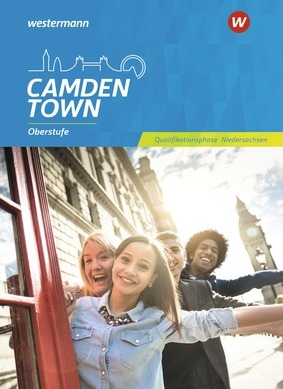 westermann
W
CAMDEN
TOWN
Oberstufe
Qualifikationsphase Niedersachsen